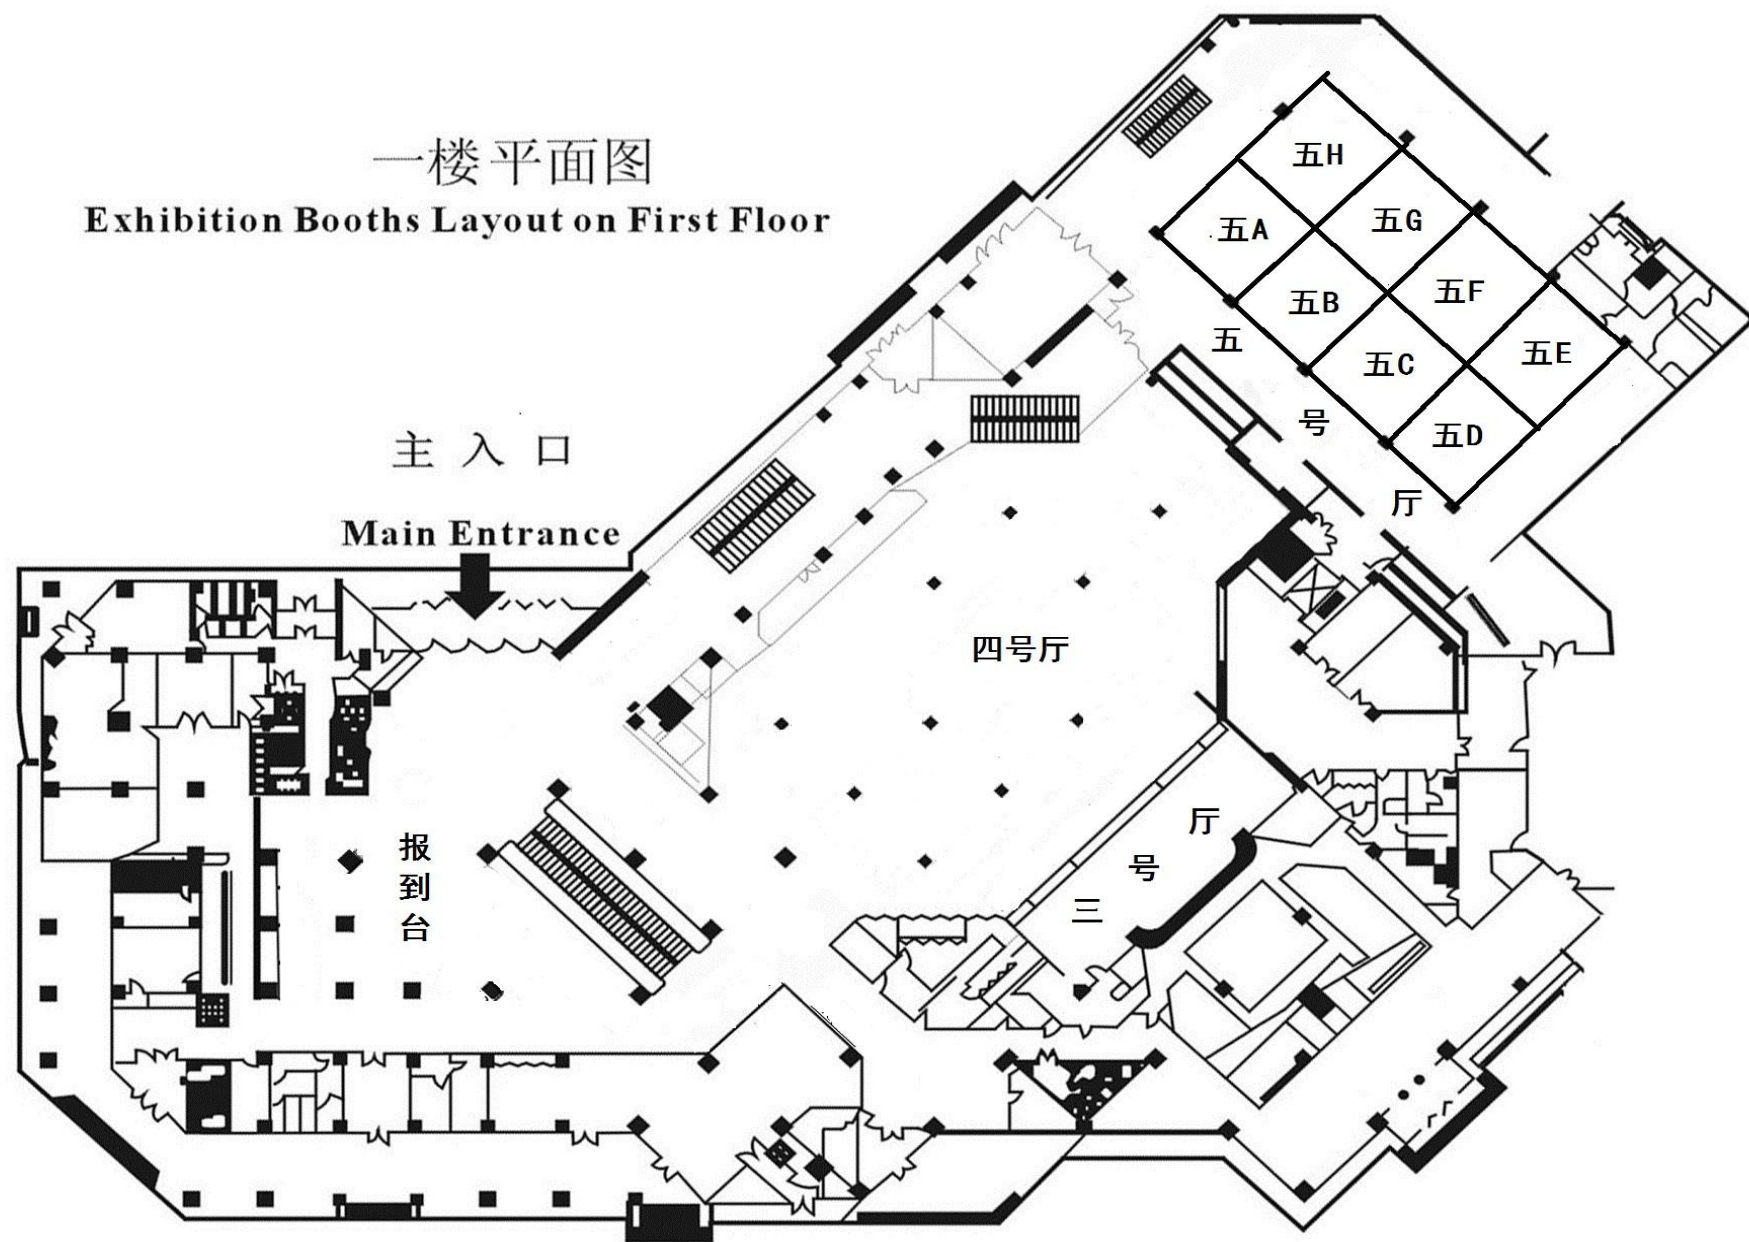 一楼平面图
Exhibition Booths Layout on First Floor
主入口
Main Entrance
五H
五G
五A
五F
五B
五E
五C
五D
五号厅
四号厅
三号厅
报到台